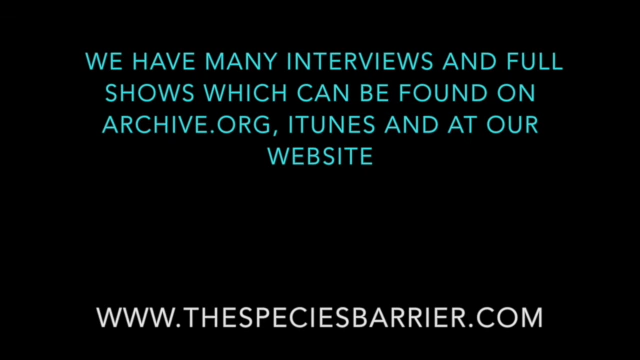 WE HAVE MANY INTERVIEWS AND FULL
SHOWS WHICH CAN BE FOUND ON
ARCHIVE.ORG, ITUNES AND AT OUR
WEBSITE
WWW.THESPECIESBARRIER.COM